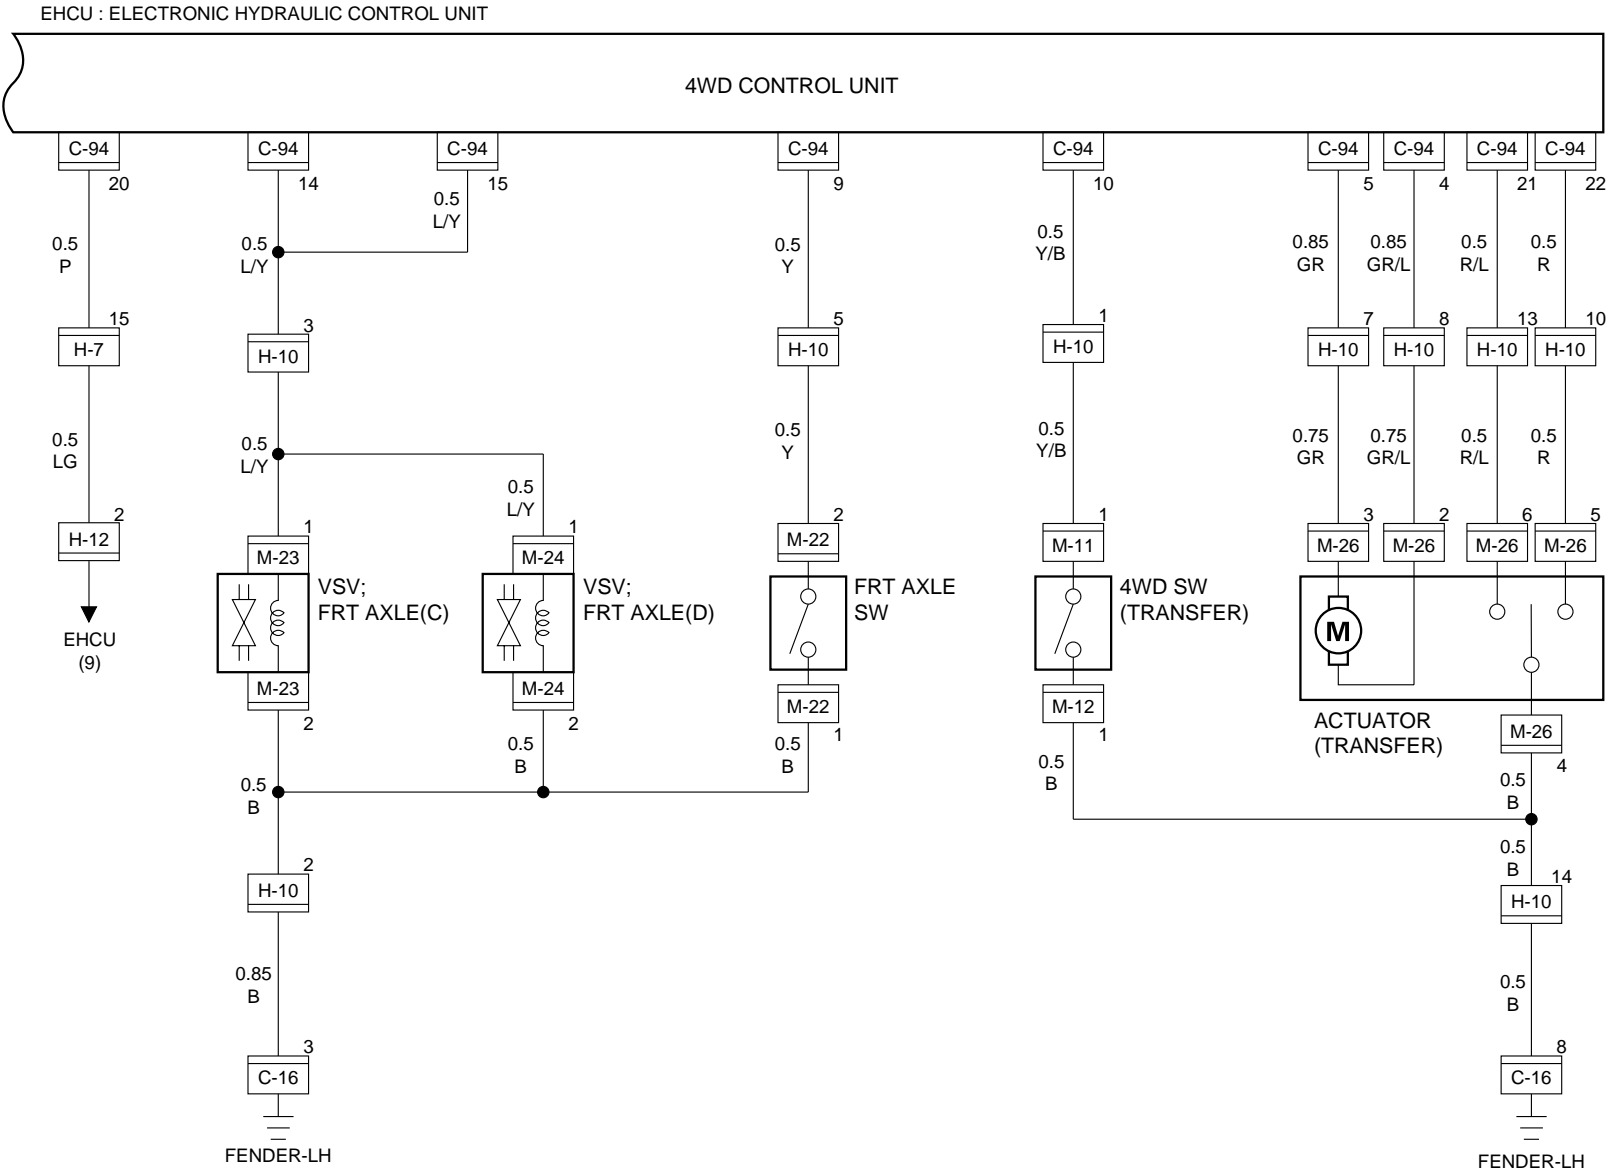 EHCU : ELECTRONIC HYDRAULIC CONTROL UNIT
4WD CONTROL UNIT
C-94 C-94 C-94 C-94 C-94 C-94 C-94 C-94 C-94
20 14 15 9 10 5 4 21 22
0.5
L/Y
0.5 0.5 0.5 0.5 0.85 0.85 0.5 0.5
P L/Y Y Y/B GR GR/L R/L R
15 3 5 1 7 8 13 10
H-7 H-10 H-10 H-10 H-10 H-10 H-10 H-10
0.5 0.5 0.5 0.5 0.75 0.75 0.5 0.5
LG L/Y Y Y/B GR GR/L R/L R
0.5
L/Y
2 1 1 2 1 3 2 6 5
H-12 M-23 M-24 M-22 M-11 M-26 M-26 M-26 M-26
VSV; VSV; FRT AXLE 4WD SW
FRT AXLE(C) FRT AXLE(D) SW (TRANSFER)
M
EHCU
(9)
M-23 M-24 M-22 M-12
2 2 1 1
ACTUATOR
(TRANSFER)
M-26
4
0.5 0.5 0.5
B B B
0.5 0.5
B B
0.5
B
2 14
H-10 H-10
0.85 0.5
B B
3 8
C-16 C-16
FENDER-LH FENDER-LH